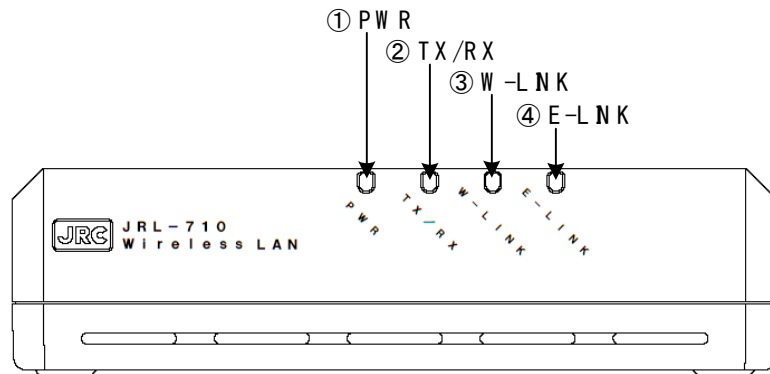 ① PWR
② TX/RX
③ W-LINK
④ E-LINK
PWR
TX/RX
W-LINK
E-LINK
JRC
JRL-710
Wireless LAN